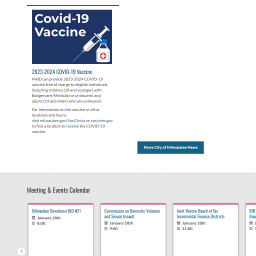 Covid-19
Vaccine
2023-2024 COVID-19 Vaccine
MHD can provide 2023-2024 COVID-19
vaccine free of charge to eligible individuals
including children (18 and younger) with
Badgercare/Medicaid or uninsured, and
adults (19 and older) who are uninsured.
For information on the vaccine or clinic
locations and hours,
visit milwaukee.gov/VaxClinics or vaccines.gov
to find a location to receive the COVID-19
vaccine.
More City of Milwaukee News
Meeting & Events Calendar
Milwaukee Downtown BID #21
January 18th
8:00
Commission on Domestic Violence
and Sexual Assault
January 18th
9:00
Joint Review Board of Tax
Incremental Finance Districts
January 18th
11:00
BID